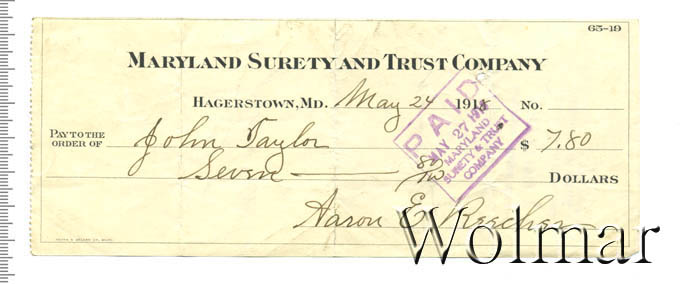 65-19
MARYLAND SURETY AND TRUST COMPANY
HAGERSTOWN, MD. May 24 191 NO.
PAY TO THE ORDER OF John Taylor $ 7.80
Seven 80/100 DOLLARS
Aaron E.
PAID
MAY 27
MARYLAND
SURETY & TRUST
COMPANY
Wolmar